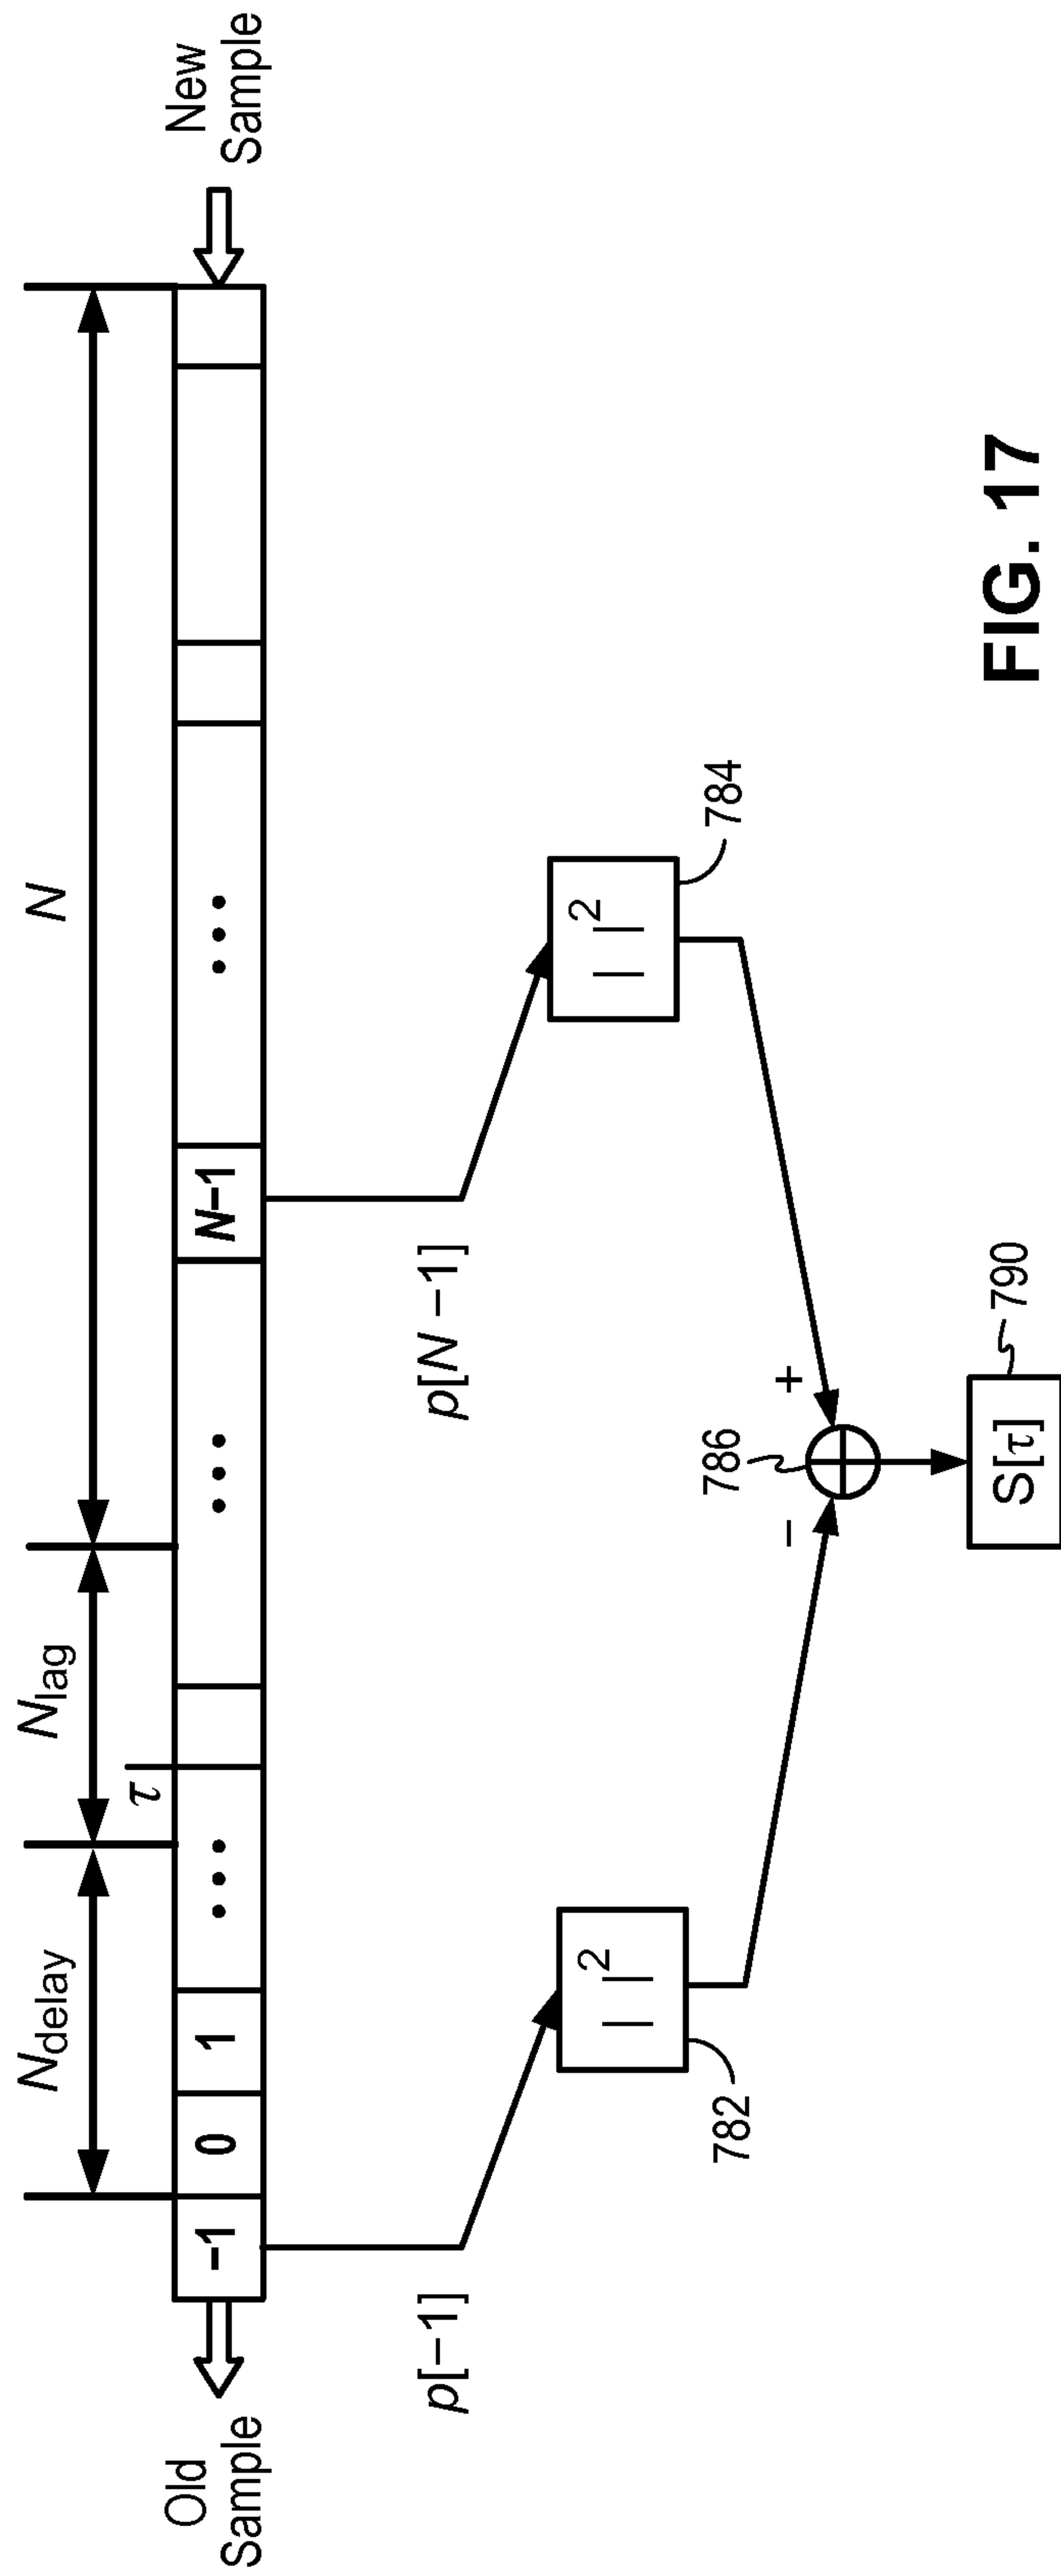 N_delay
N_lag
N
τ
Old
Sample
-1
0
1
...
...
N-1
...
New
Sample
p[-1]
p[N-1]
| |²
782
| |²
784
-
786
+
S[τ]
790
FIG. 17